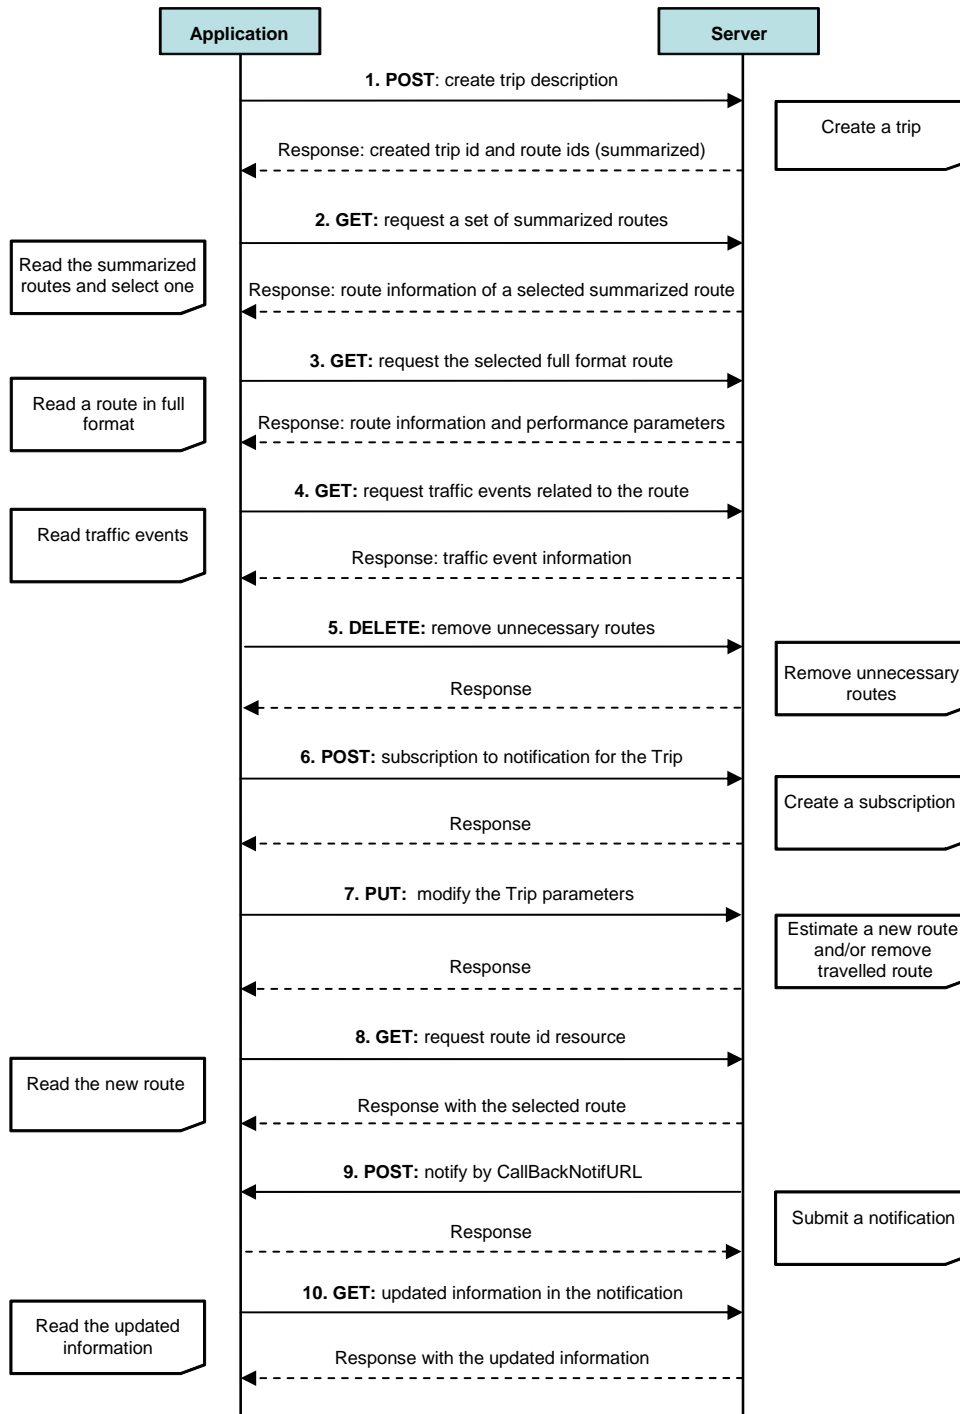 Application
Server
1. POST: create trip description
Create a trip
Response: created trip id and route ids (summarized)
2. GET: request a set of summarized routes
Read the summarized
routes and select one
Response: route information of a selected summarized route
3. GET: request the selected full format route
Read a route in full
format
Response: route information and performance parameters
4. GET: request traffic events related to the route
Read traffic events
Response: traffic event information
5. DELETE: remove unnecessary routes
Remove unnecessary
routes
Response
6. POST: subscription to notification for the Trip
Create a subscription
Response
7. PUT:  modify the Trip parameters
Estimate a new route
and/or remove
travelled route
Response
8. GET: request route id resource
Read the new route
Response with the selected route
9. POST: notify by CallBackNotifURL
Submit a notification
Response
10. GET: updated information in the notification
Read the updated
information
Response with the updated information